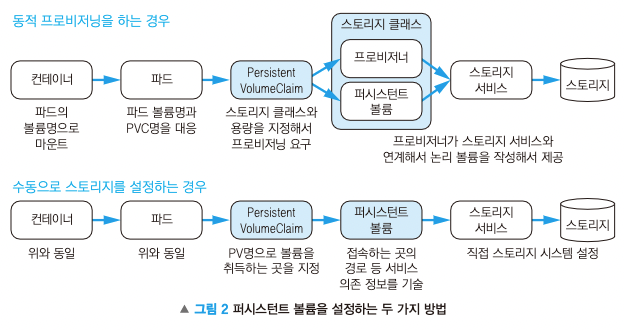 동적 프로비저닝을 하는 경우
스토리지 클래스
컨테이너
파드
Persistent
VolumeClaim
프로비저너
퍼시스턴트
볼륨
스토리지
서비스
스토리지
파드의
볼륨명으로
마운트
파드 볼륨명과
PVC명을 대응
스토리지 클래스와
용량을 지정해서
프로비저닝 요구
프로비저너가 스토리지 서비스와
연계해서 논리 볼륨을 작성해서 제공
수동으로 스토리지를 설정하는 경우
컨테이너
파드
Persistent
VolumeClaim
퍼시스턴트
볼륨
스토리지
서비스
스토리지
위와 동일
위와 동일
PV명으로 볼륨을
취득하는 곳을 지정
접속하는 곳의
경로 등 서비스
의존 정보를 기술
직접 스토리지 시스템 설정
▲ 그림 2 퍼시스턴트 볼륨을 설정하는 두 가지 방법